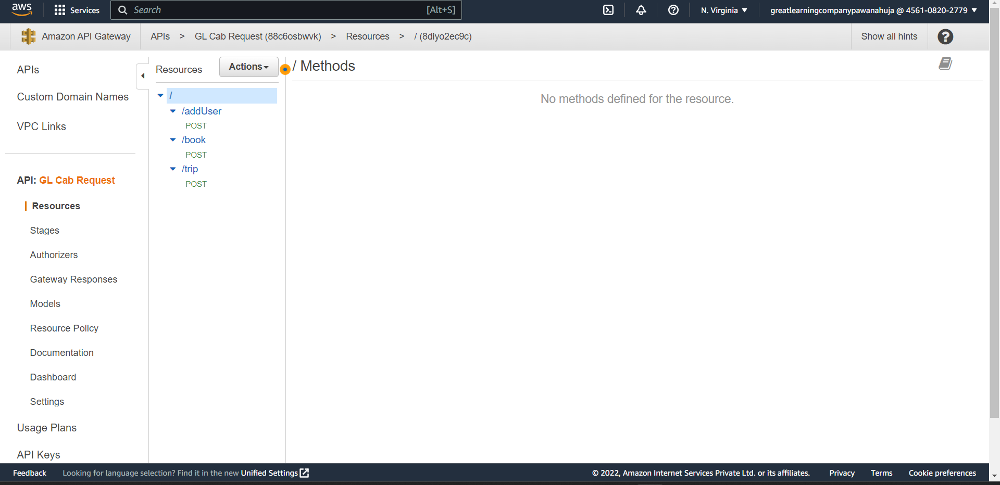 aws Services Search [Alt+S] N. Virginia ▼ greatlearningcompanypawanahuja @ 4561-0820-2779 ▼
Amazon API Gateway APIs > GL Cab Request (88c6osbwvk) > Resources > / (8diyo2ec9c) Show all hints ?
APIs
Custom Domain Names
VPC Links
API: GL Cab Request
Resources
Stages
Authorizers
Gateway Responses
Models
Resource Policy
Documentation
Dashboard
Settings
Usage Plans
API Keys
Resources Actions
/
/addUser
POST
/book
POST
/trip
POST
/ Methods
No methods defined for the resource.
Feedback Looking for language selection? Find it in the new Unified Settings © 2022, Amazon Internet Services Private Ltd. or its affiliates. Privacy Terms Cookie preferences